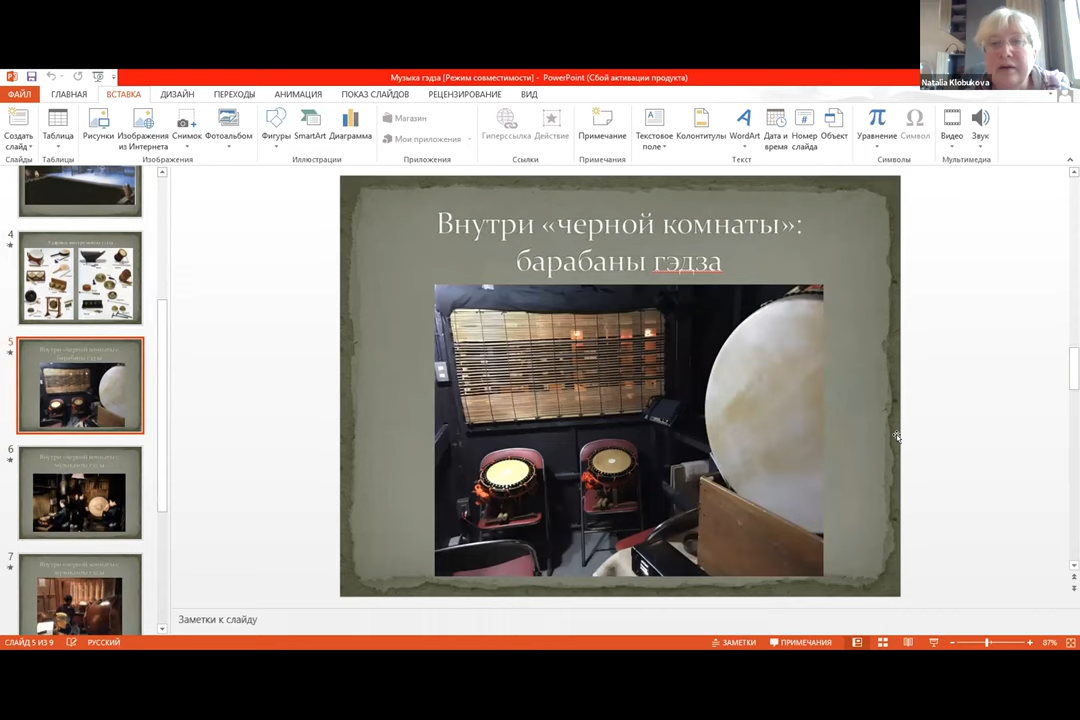 Natalia Klobukova
Музыка гэдза [Режим совместимости] - PowerPoint (Сбой активации продукта)
ФАЙЛ ГЛАВНАЯ ВСТАВКА ДИЗАЙН ПЕРЕХОДЫ АНИМАЦИЯ ПОКАЗ СЛАЙДОВ РЕЦЕНЗИРОВАНИЕ ВИД
Создать слайд
Таблица
Рисунки
Изображения из Интернета
Снимок
Фотоальбом
Фигуры
SmartArt
Диаграмма
Магазин
Мои приложения
Гиперссылка
Действие
Примечание
Текстовое поле
Колонтитулы
WordArt
Дата и время
Номер слайда
Объект
Уравнение
Символ
Видео
Звук
Слайды Таблицы Изображения Иллюстрации Приложения Ссылки Примечания Текст Символы Мультимедиа
4
5
6
7
Внутри «черной комнаты»:
барабаны гэдза
Заметки к слайду
СЛАЙД 5 ИЗ 9 РУССКИЙ ЗАМЕТКИ ПРИМЕЧАНИЯ 87%